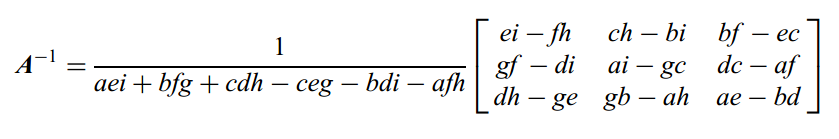 A⁻¹ = 1 / (aei + bfg + cdh − ceg − bdi − afh) [ ei − fh ch − bi bf − ec
gf − di ai − gc dc − af
dh − ge gb − ah ae − bd ]